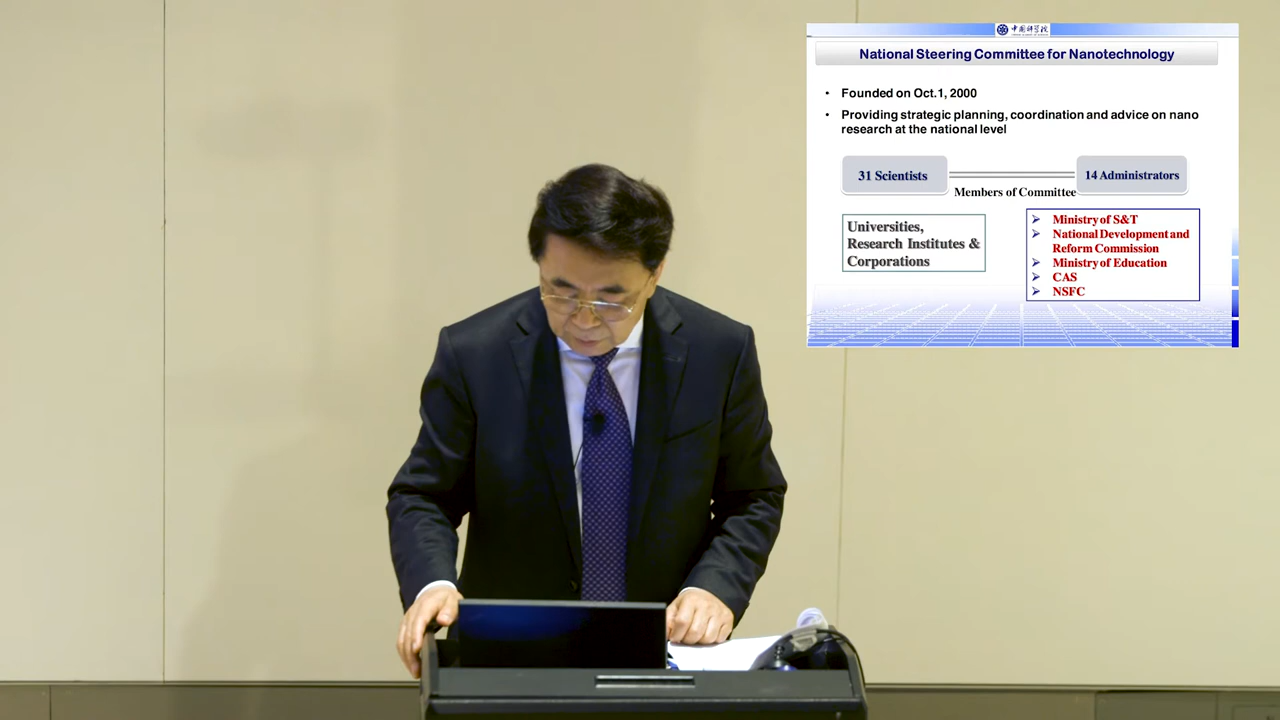 中国科学院
National Steering Committee for Nanotechnology
• Founded on Oct.1, 2000
• Providing strategic planning, coordination and advice on nano
research at the national level
31 Scientists
14 Administrators
Members of Committee
Universities,
Research Institutes &
Corporations
➢ Ministry of S&T
➢ National Development and
Reform Commission
➢ Ministry of Education
➢ CAS
➢ NSFC